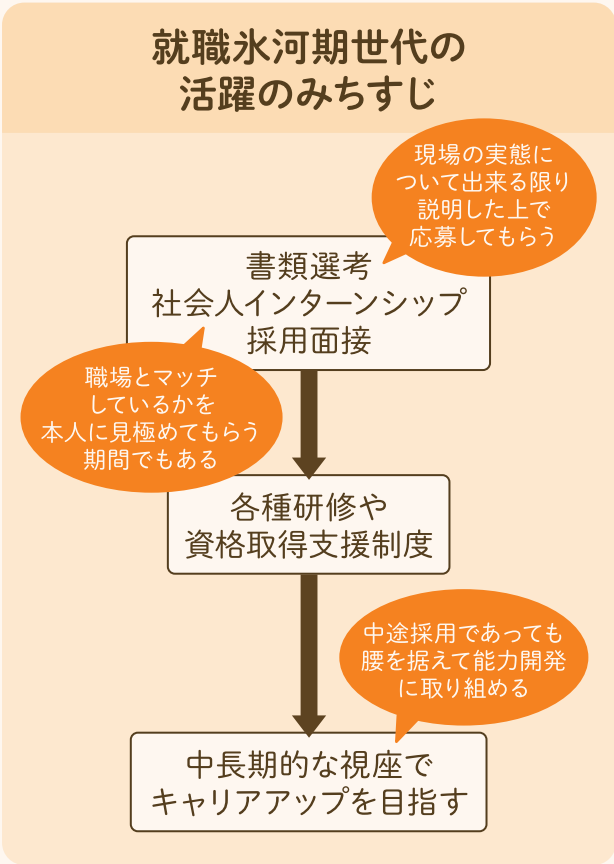 就職氷河期世代の
活躍のみちすじ
現場の実態に
ついて出来る限り
説明した上で
応募してもらう
書類選考
社会人インターンシップ
採用面接
職場とマッチ
しているかを
本人に見極めてもらう
期間でもある
各種研修や
資格取得支援制度
中途採用であっても
腰を据えて能力開発
に取り組める
中長期的な視座で
キャリアアップを目指す